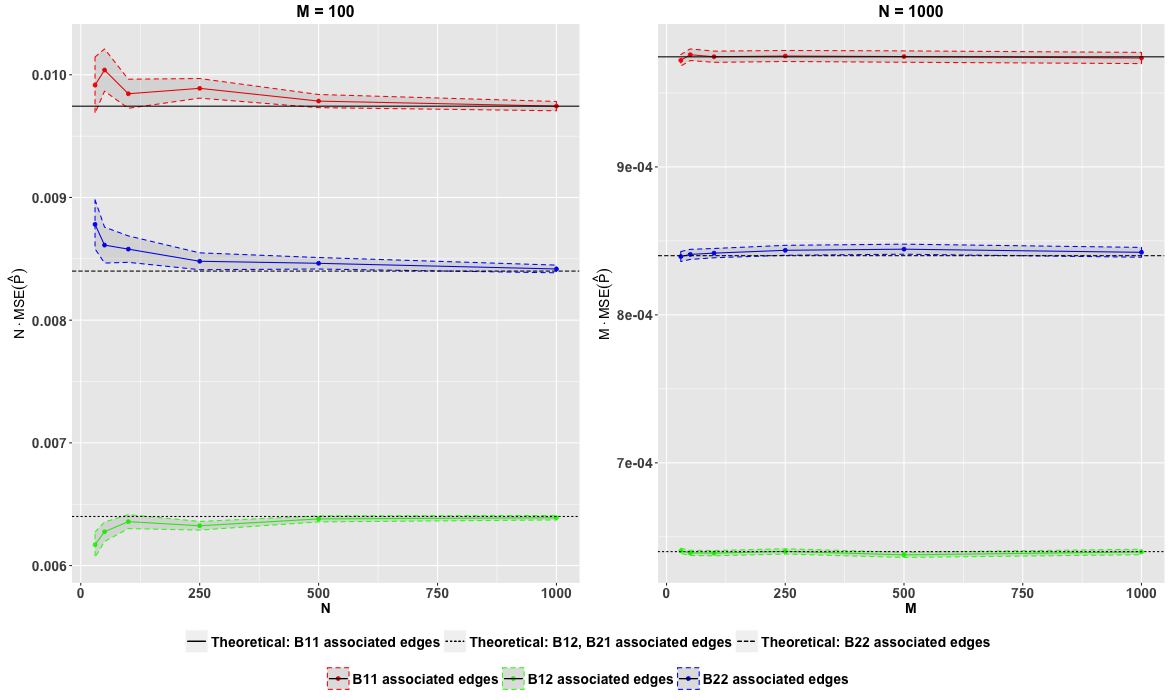 M = 100
N = 1000
0.010
0.009
0.008
0.007
0.006
N · MSE(P̂)
0 250 500 750 1000
N
9e-04
8e-04
7e-04
M · MSE(P̂)
0 250 500 750 1000
M
Theoretical: B11 associated edges Theoretical: B12, B21 associated edges Theoretical: B22 associated edges
B11 associated edges B12 associated edges B22 associated edges